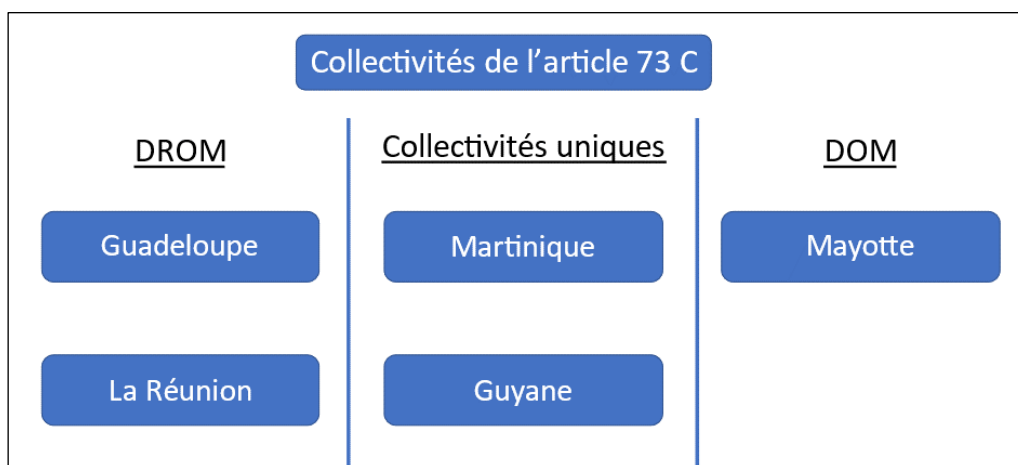 Collectivités de l'article 73 C
DROM
Collectivités uniques
DOM
Guadeloupe
Martinique
Mayotte
La Réunion
Guyane